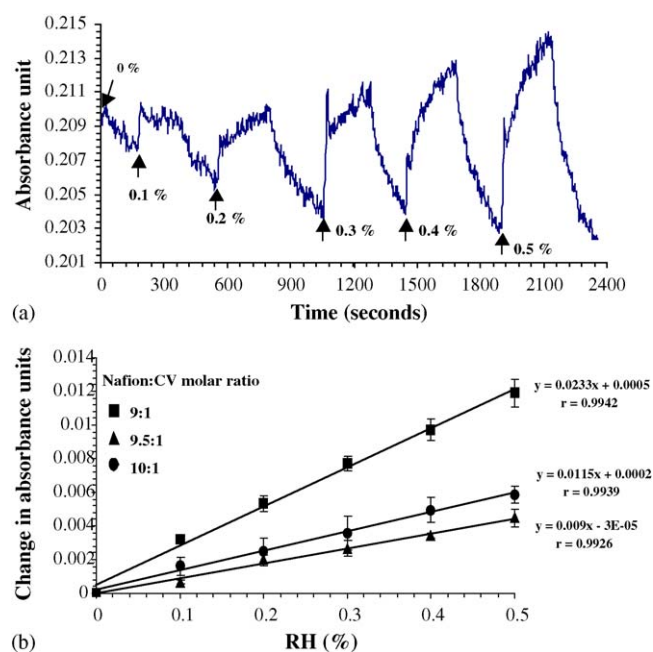 0.215
0.213
0.211
0.209
0.207
0.205
0.203
0.201
Absorbance unit
0 %
0.1 %
0.2 %
0.3 %
0.4 %
0.5 %
0 300 600 900 1200 1500 1800 2100 2400
Time (seconds)
(a)
0.014
0.012
0.010
0.008
0.006
0.004
0.002
0
Change in absorbance units
Nafion:CV molar ratio
9:1
9.5:1
10:1
y = 0.0233x + 0.0005
r = 0.9942
y = 0.0115x + 0.0002
r = 0.9939
y = 0.009x - 3E-05
r = 0.9926
0 0.1 0.2 0.3 0.4 0.5
RH (%)
(b)